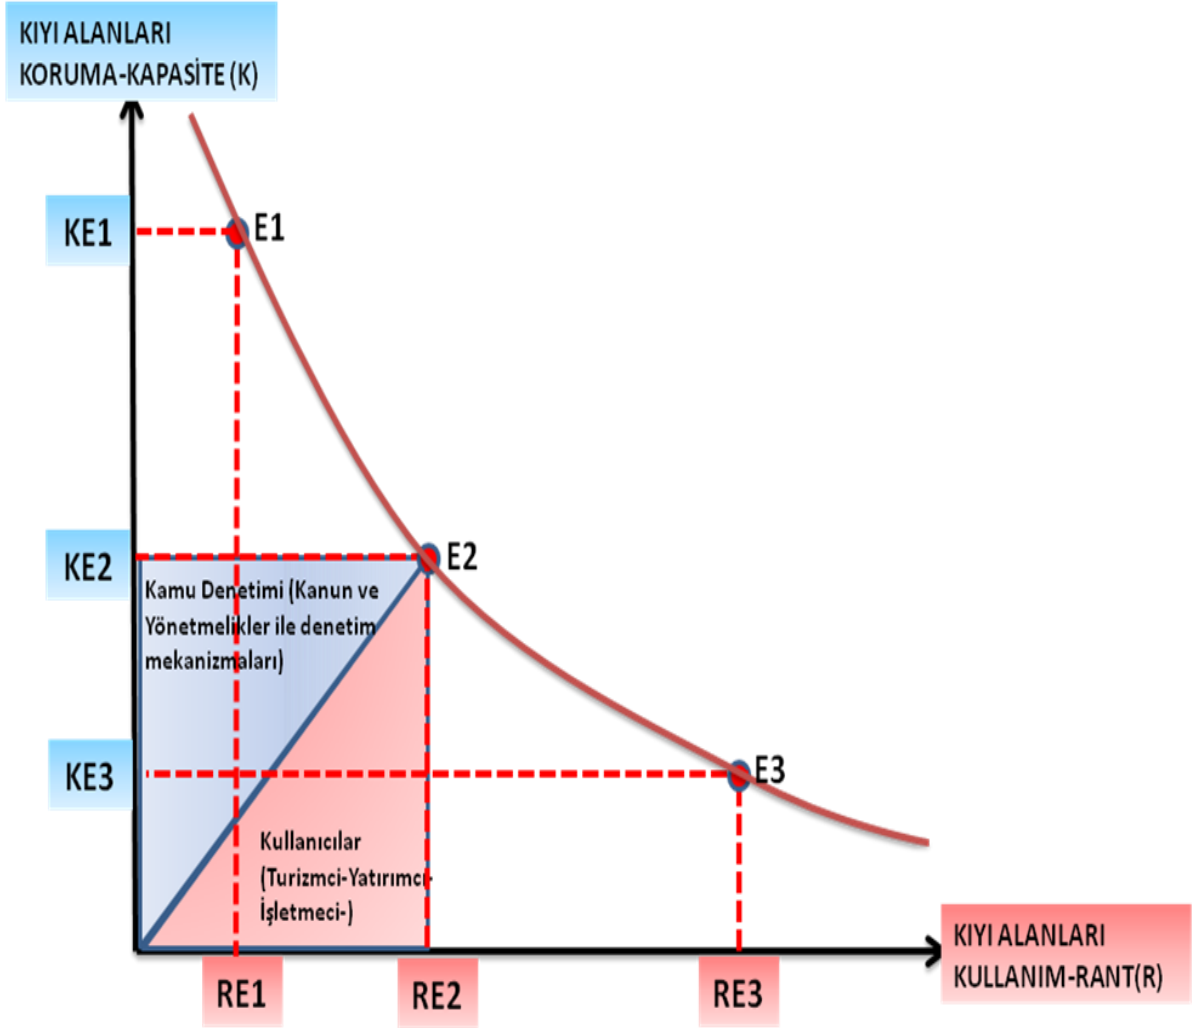 KIYI ALANLARI
KORUMA-KAPASİTE (K)
KE1
E1
KE2
E2
Kamu Denetimi (Kanun ve
Yönetmelikler ile denetim
mekanizmaları)
KE3
E3
Kullanıcılar
(Turizmci-Yatırımcı-
İşletmeci-)
KIYI ALANLARI
KULLANIM-RANT(R)
RE1
RE2
RE3